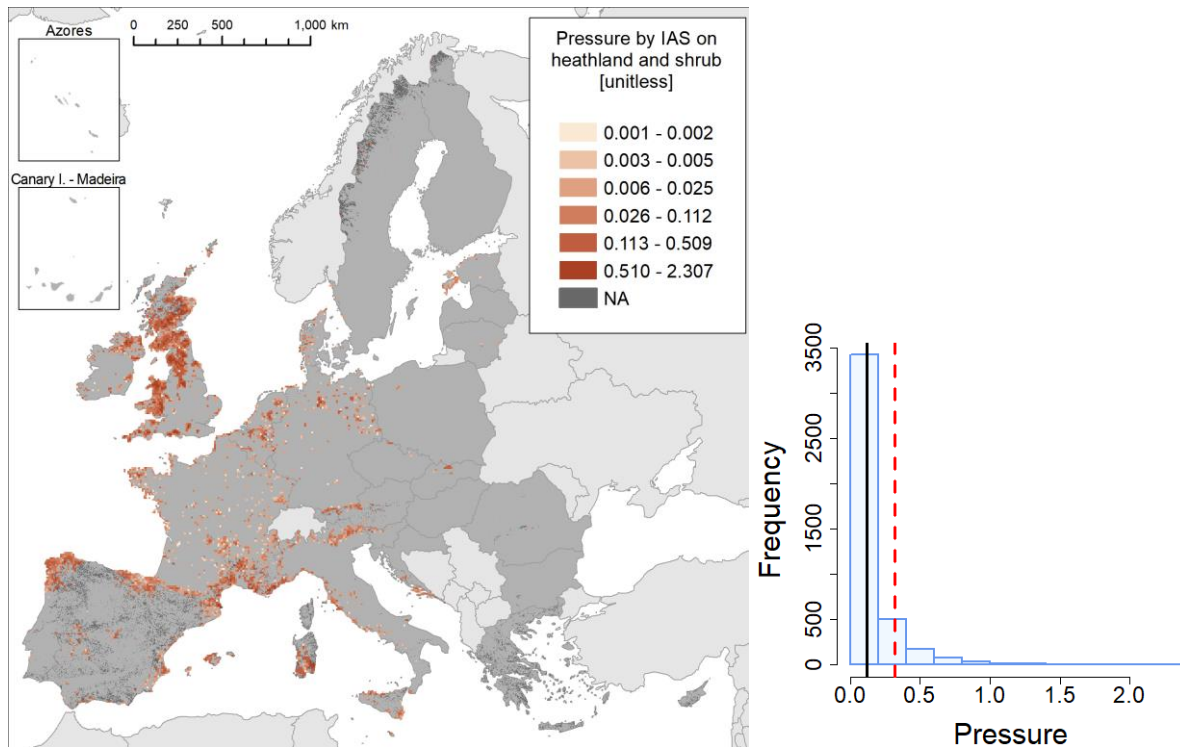 Azores
0 250 500 1,000 km
Canary I. - Madeira
Pressure by IAS on
heathland and shrub
[unitless]
0.001 - 0.002
0.003 - 0.005
0.006 - 0.025
0.026 - 0.112
0.113 - 0.509
0.510 - 2.307
NA
Frequency
3500
2500
1500
500
0
0.0 0.5 1.0 1.5 2.0
Pressure